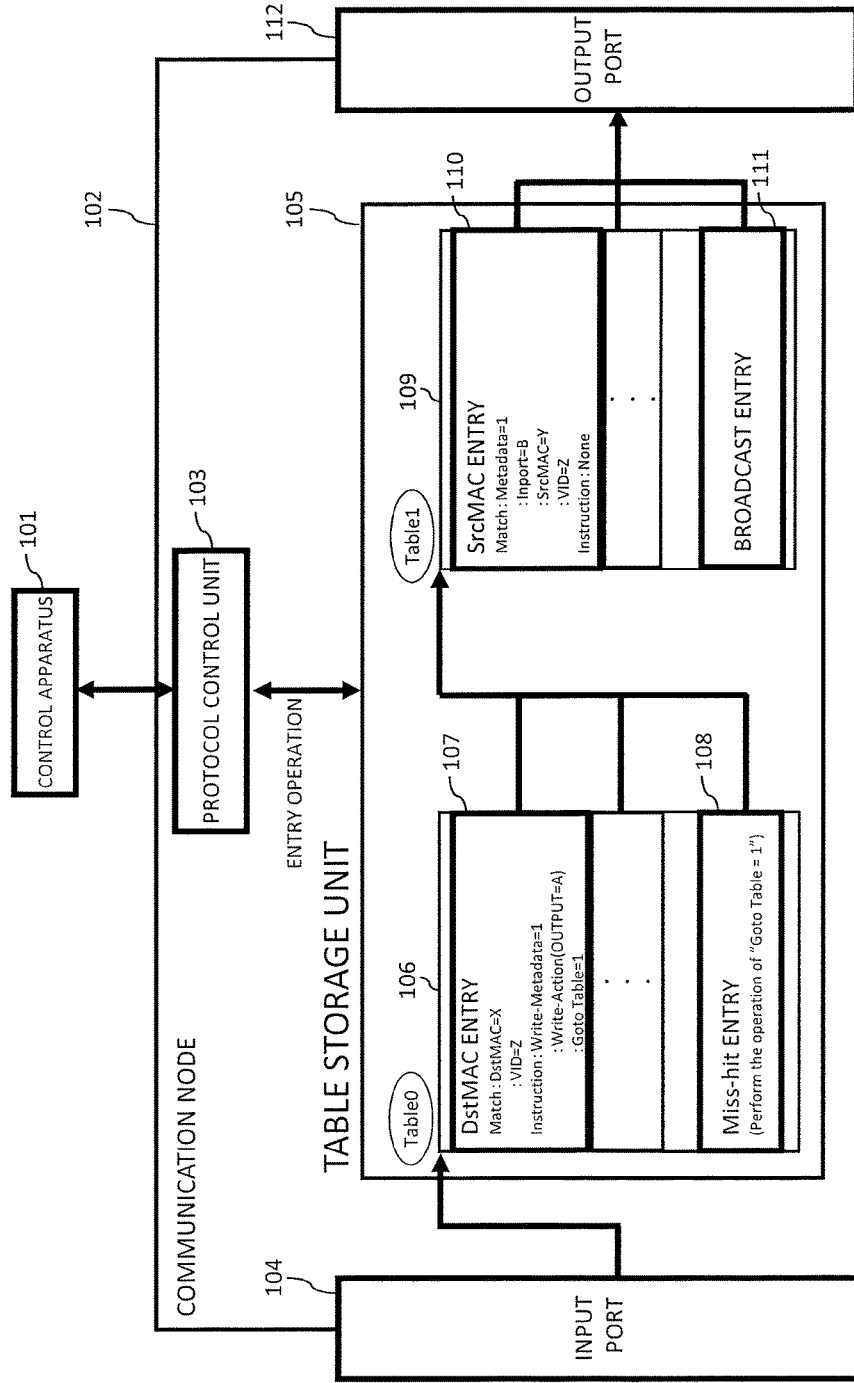 101
CONTROL APPARATUS
102
COMMUNICATION NODE
103
PROTOCOL CONTROL UNIT
ENTRY OPERATION
104
INPUT
PORT
TABLE STORAGE UNIT
105
Table0
106
107
DstMAC ENTRY
Match : DstMAC=X
: VID=Z
Instruction : Write-Metadata=1
: Write-Action(OUTPUT=A)
: Goto Table=1
. . .
108
Miss-hit ENTRY
(Perform the operation of “Goto Table = 1”)
Table1
109
110
SrcMAC ENTRY
Match : Metadata=1
: Inport=B
: SrcMAC=Y
: VID=Z
Instruction : None
. . .
111
BROADCAST ENTRY
112
OUTPUT
PORT